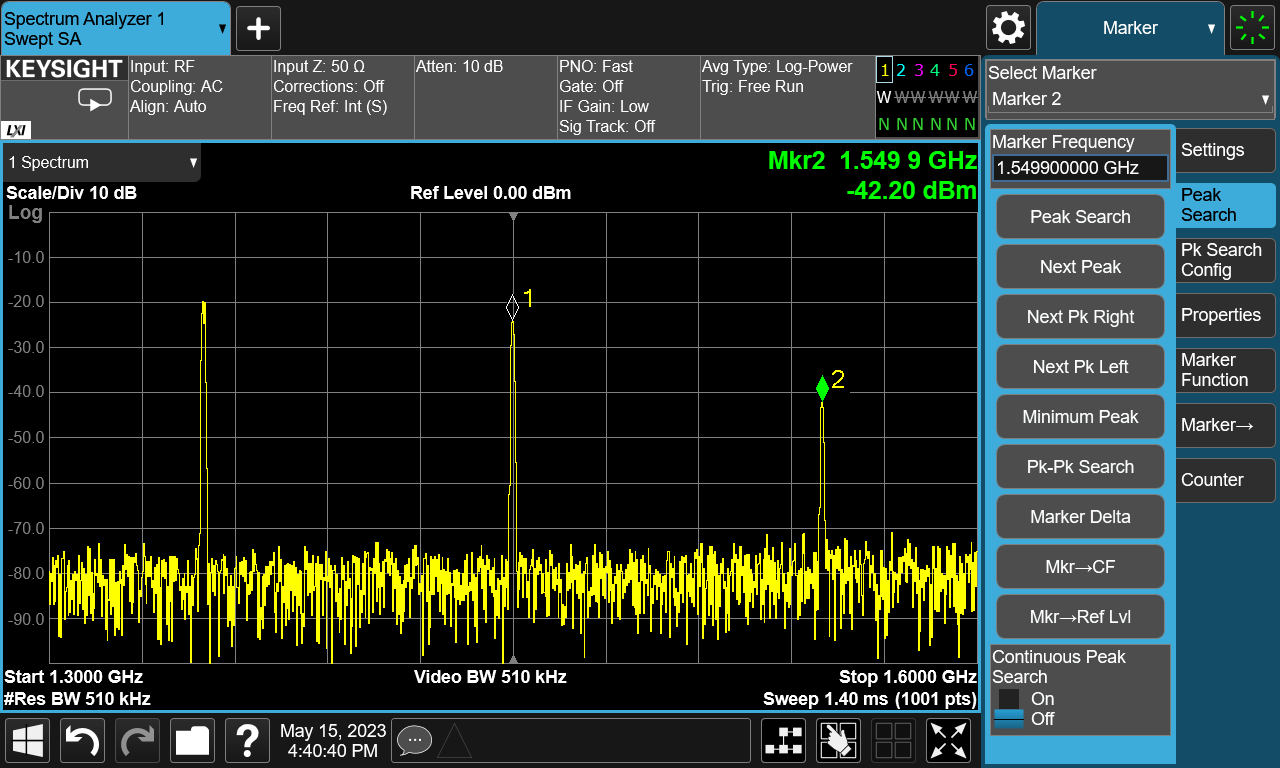 Spectrum Analyzer 1
Swept SA
Marker
KEYSIGHT
LXI
Input: RF
Coupling: AC
Align: Auto
Input Z: 50 Ω
Corrections: Off
Freq Ref: Int (S)
Atten: 10 dB
PNO: Fast
Gate: Off
IF Gain: Low
Sig Track: Off
Avg Type: Log-Power
Trig: Free Run
1 2 3 4 5 6
W W W W W W
N N N N N N
1 Spectrum
Mkr2 1.549 9 GHz
-42.20 dBm
Scale/Div 10 dB
Ref Level 0.00 dBm
Log
-10.0
-20.0
-30.0
-40.0
-50.0
-60.0
-70.0
-80.0
-90.0
1
2
Start 1.3000 GHz
Video BW 510 kHz
Stop 1.6000 GHz
#Res BW 510 kHz
Sweep 1.40 ms (1001 pts)
?
May 15, 2023
4:40:40 PM
Select Marker
Marker 2
Marker Frequency
1.549900000 GHz
Peak Search
Next Peak
Next Pk Right
Next Pk Left
Minimum Peak
Pk-Pk Search
Marker Delta
Mkr→CF
Mkr→Ref Lvl
Continuous Peak
Search
On
Off
Settings
Peak
Search
Pk Search
Config
Properties
Marker
Function
Marker→
Counter